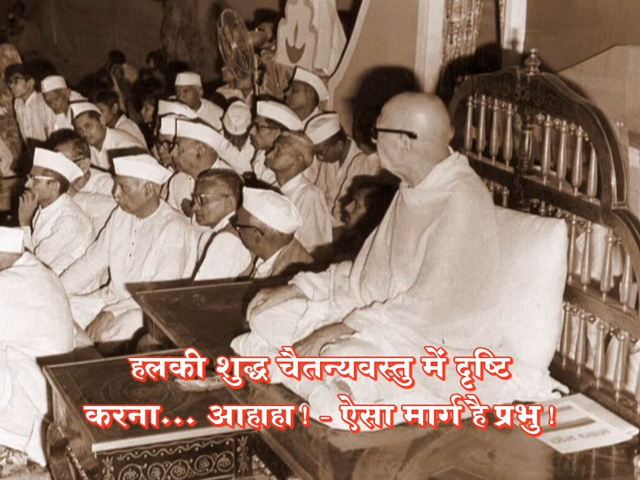 हलकी शुद्ध चैतन्यवस्तु में दृष्टि
करना... आहाहा! - ऐसा मार्ग है प्रभु!